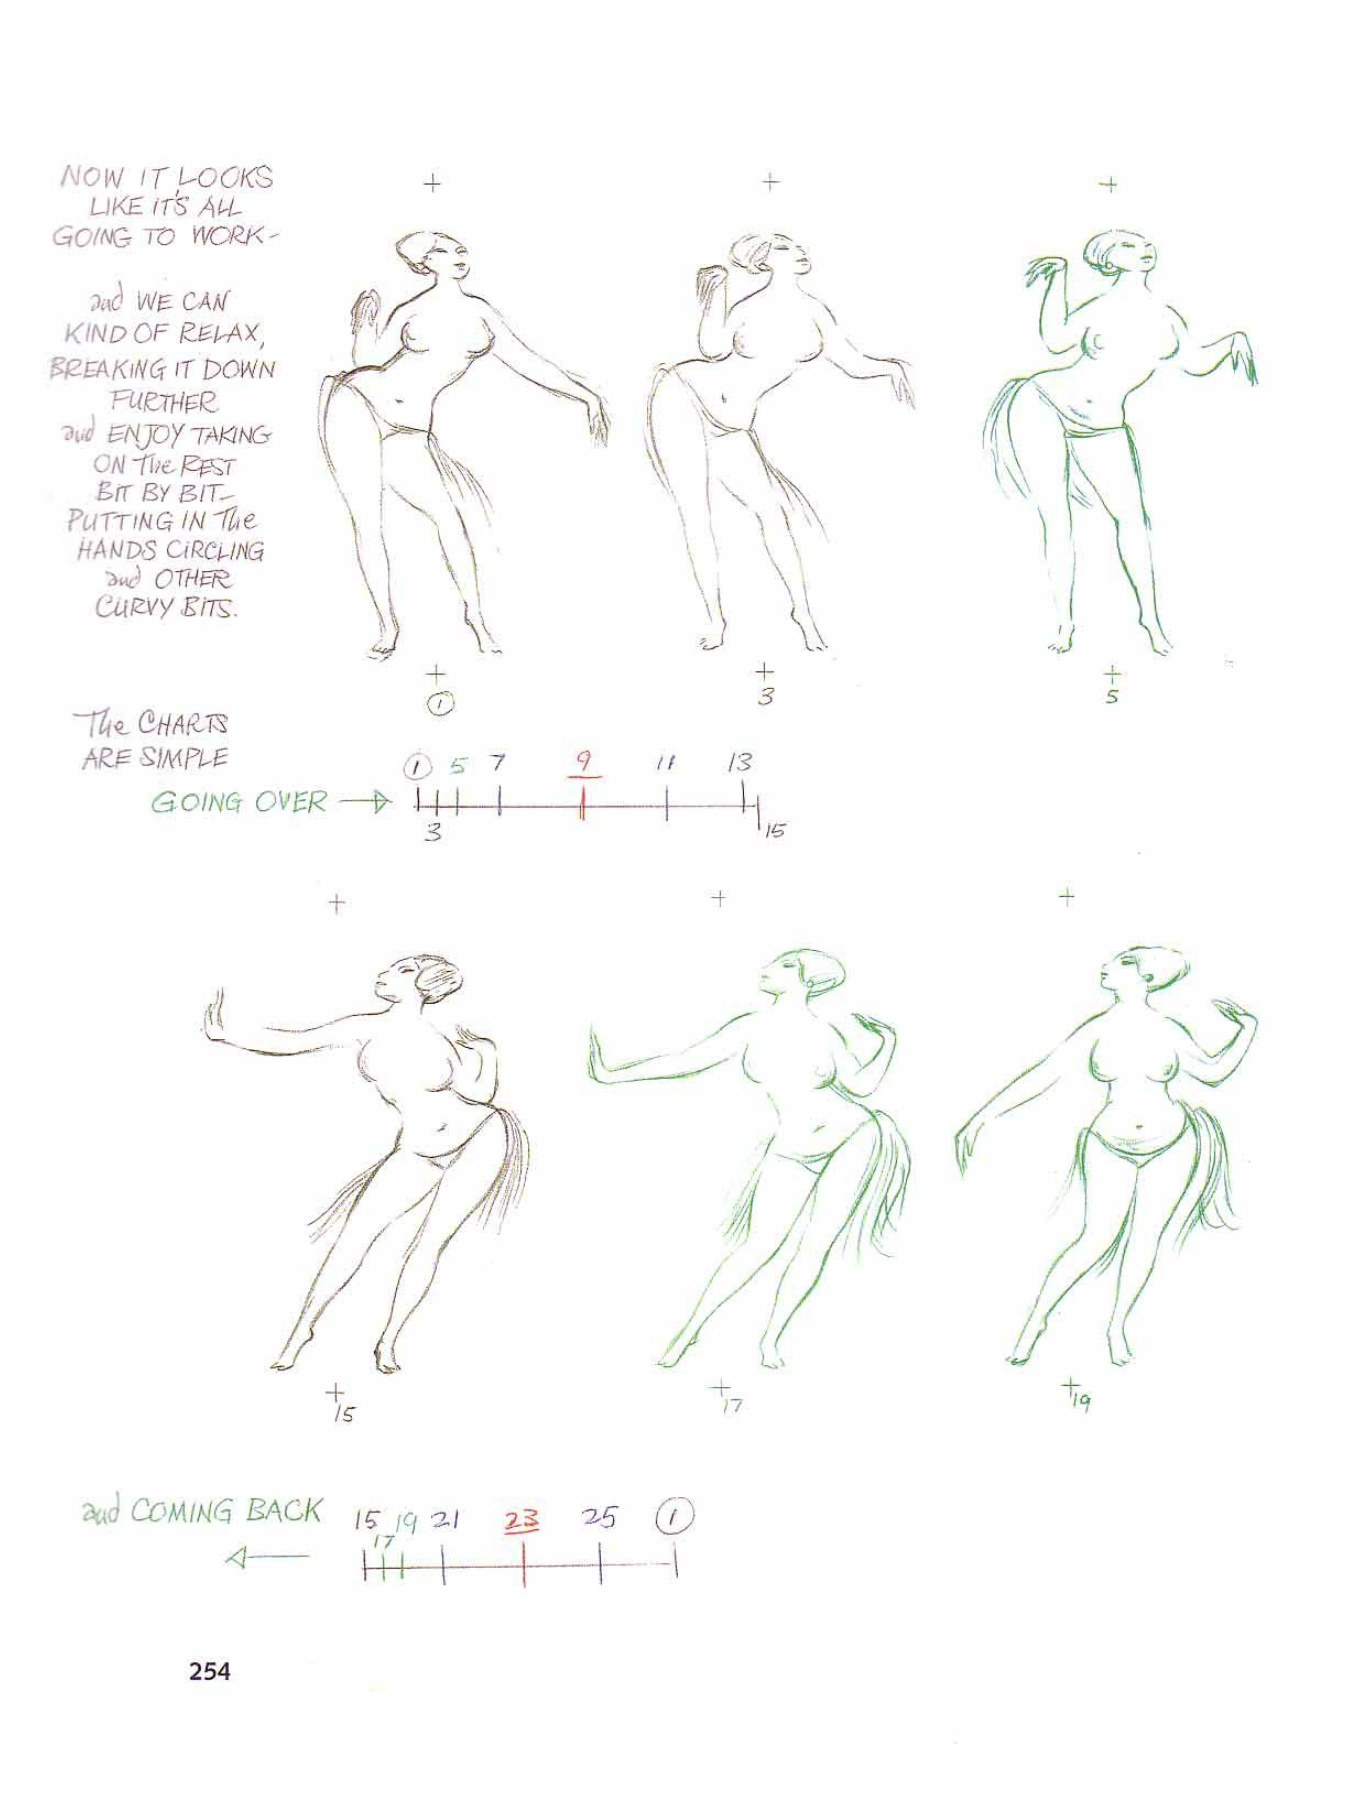 NOW IT LOOKS
LIKE IT'S ALL
GOING TO WORK-
and WE CAN
KIND OF RELAX,
BREAKING IT DOWN
FURTHER
and ENJOY TAKING
ON The REST
BIT BY BIT-
PUTTING IN The
HANDS CIRCLING
and OTHER
CURVY BITS.
1
3
5
The CHARTS
ARE SIMPLE
GOING OVER
1 5 7 9 11 13
3 15
15
17
19
and COMING BACK
15 17 19 21 23 25 1
254